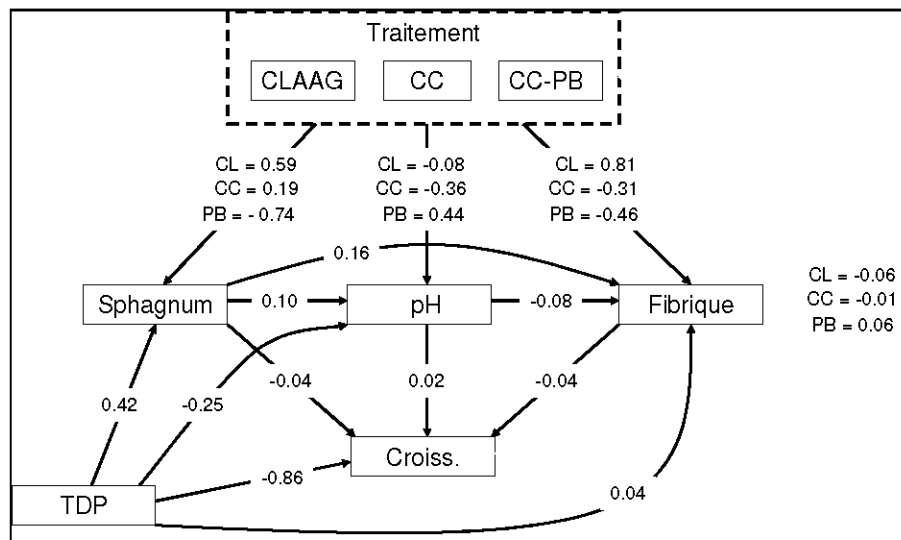 Traitement
CLAAG CC CC-PB
CL = 0.59
CC = 0.19
PB = - 0.74
CL = -0.08
CC = -0.36
PB = 0.44
CL = 0.81
CC = -0.31
PB = -0.46
0.16
Sphagnum 0.10 pH -0.08 Fibrique
CL = -0.06
CC = -0.01
PB = 0.06
0.42 -0.25 -0.04 0.02 -0.04
Croiss.
-0.86
TDP
0.04